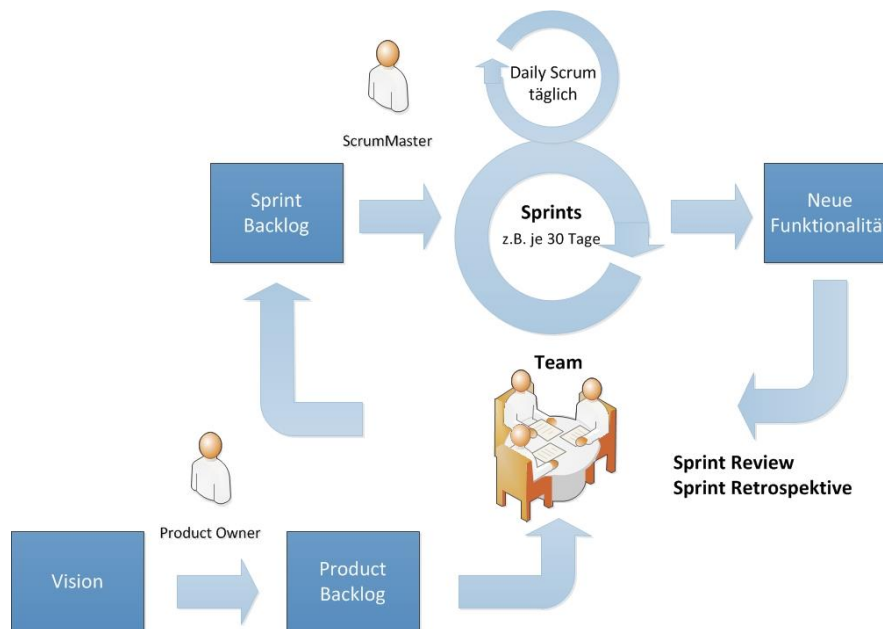 Daily Scrum
täglich
ScrumMaster
Sprint
Backlog
Sprints
z.B. je 30 Tage
Neue
Funktionalitä
Team
Sprint Review
Sprint Retrospektive
Product Owner
Vision
Product
Backlog